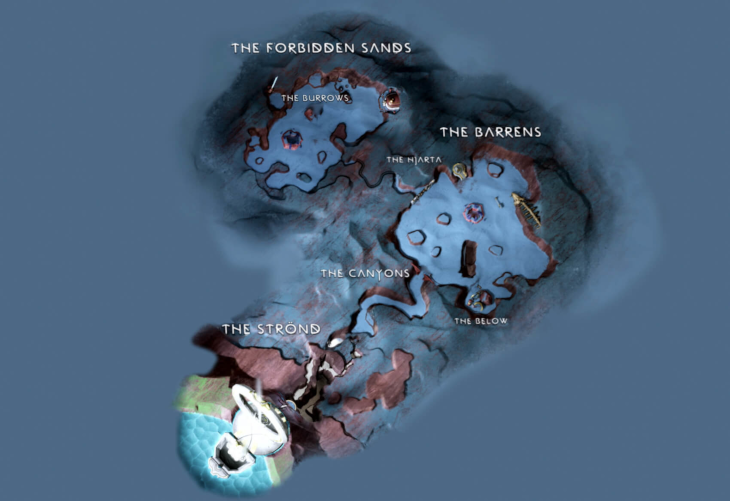 THE FORBIDDEN SANDS
THE BURROWS
THE BARRENS
THE NJARTA
THE CANYONS
THE STRÖND
THE BELOW